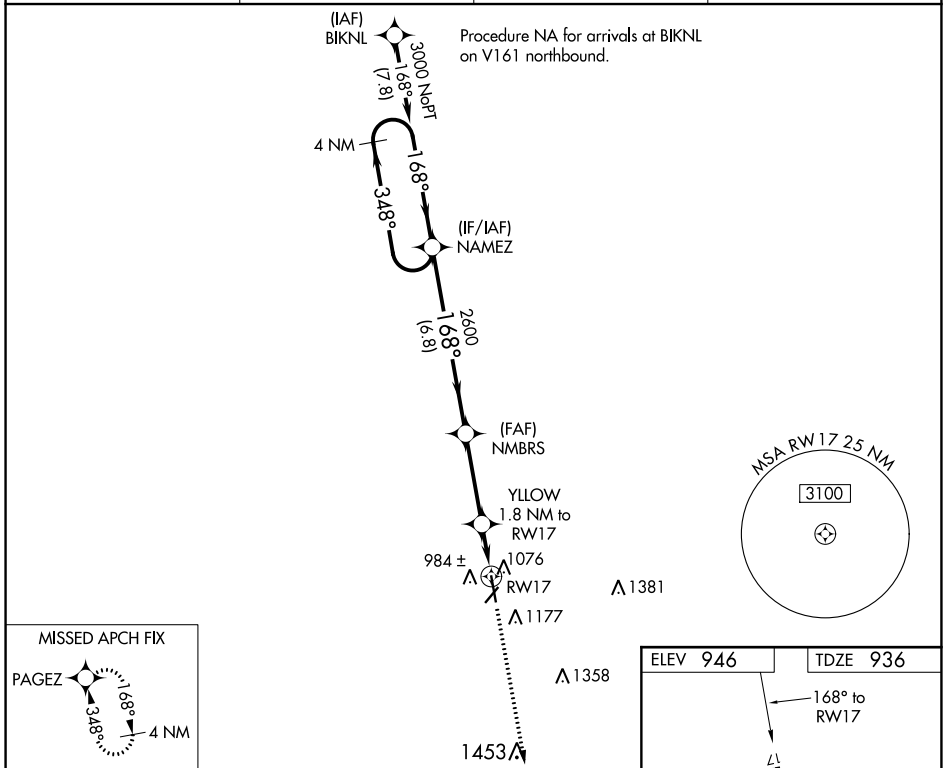 (IAF)
BIKNL
Procedure NA for arrivals at BIKNL
on V161 northbound.
3000 NoPT
168°
(7.8)
4 NM
168°
348°
(IF/IAF)
NAMEZ
2600
168°
(6.8)
(FAF)
NMBRS
MSA RW17 25 NM
3100
YLLOW
1.8 NM to
RW17
984 ±
1076
RW17
1381
1177
MISSED APCH FIX
PAGEZ
168°
348°
4 NM
1358
1453
ELEV 946
TDZE 936
168° to
RW17
17